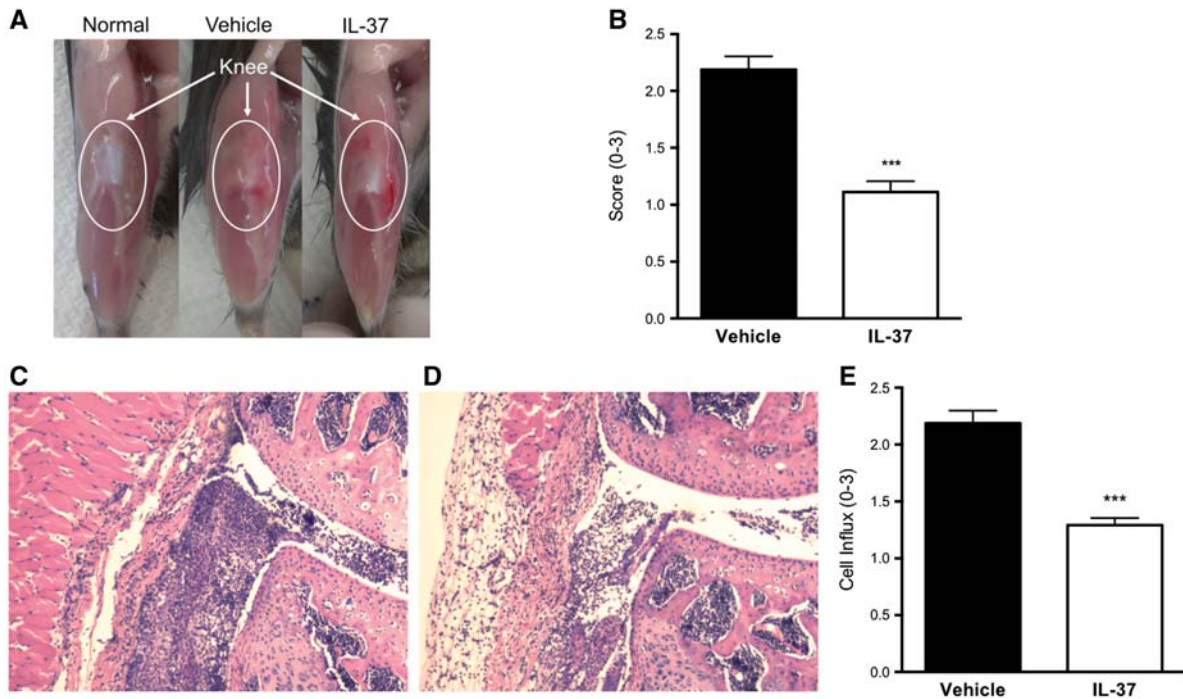 A
Normal Vehicle IL-37
Knee
B
Score (0-3)
2.5
2.0
1.5
1.0
0.5
0.0
***
Vehicle IL-37
C
D
E
Cell Influx (0-3)
2.5
2.0
1.5
1.0
0.5
0.0
***
Vehicle IL-37